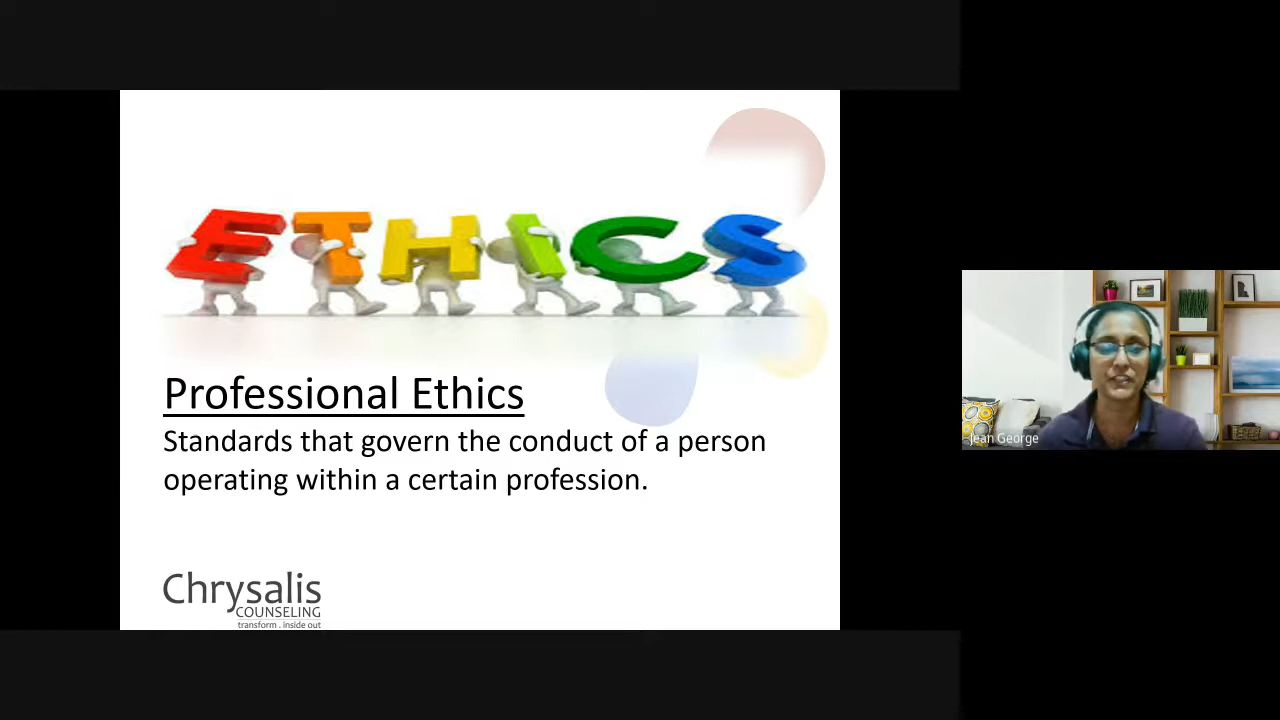 ETHICS
Professional Ethics
Standards that govern the conduct of a person
operating within a certain profession.
Chrysalis
COUNSELING
transform . inside out
Jean George